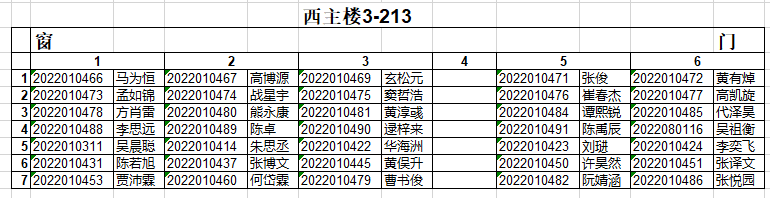 西主楼3-213
窗 门
1 2 3 4 5 6
1 2022010466 马为恒 2022010467 高博源 2022010469 玄松元 2022010471 张俊 2022010472 黄有焯
2 2022010473 孟如锦 2022010474 战星宇 2022010475 窦哲浩 2022010476 崔春杰 2022010477 高凯旋
3 2022010478 方肖雷 2022010480 熊永康 2022010481 黄淳彧 2022010484 谭熙锐 2022010485 代泽昊
4 2022010488 李思远 2022010489 陈卓 2022010490 逯梓来 2022010491 陈禹辰 2022080116 吴祖衡
5 2022010311 吴晨聪 2022010414 朱思丞 2022010422 华海洲 2022010423 刘琎 2022010424 李奕飞
6 2022010431 陈若旭 2022010437 张博文 2022010445 黄俣升 2022010450 许昊然 2022010451 张译文
7 2022010453 贾沛霖 2022010460 何岱霖 2022010479 曹书俊 2022010482 阮婧涵 2022010486 张悦园